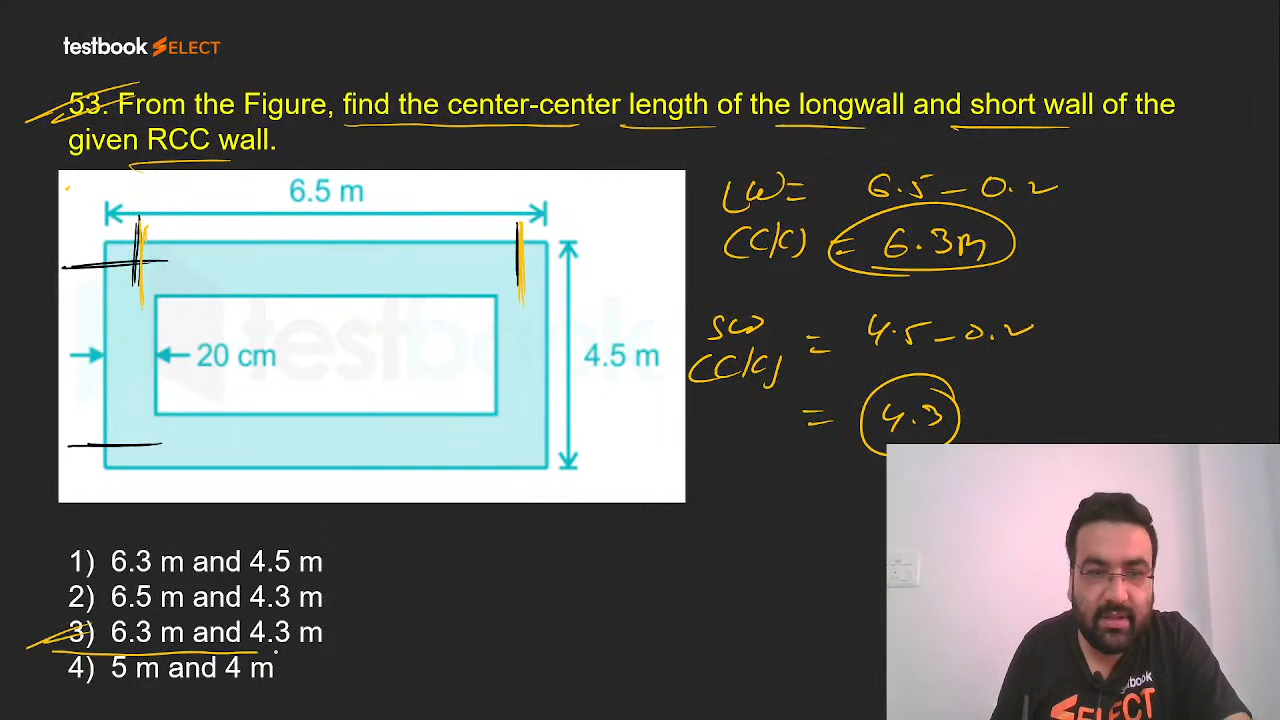 testbook SELECT
53. From the Figure, find the center-center length of the longwall and short wall of the
given RCC wall.
6.5 m
20 cm
4.5 m
testbook
LW= 6.5-0.2
(C/C) = 6.3m
SW
(C/C) = 4.5-0.2
= 4.3
1) 6.3 m and 4.5 m
2) 6.5 m and 4.3 m
3) 6.3 m and 4.3 m
4) 5 m and 4 m
testbook
SELECT